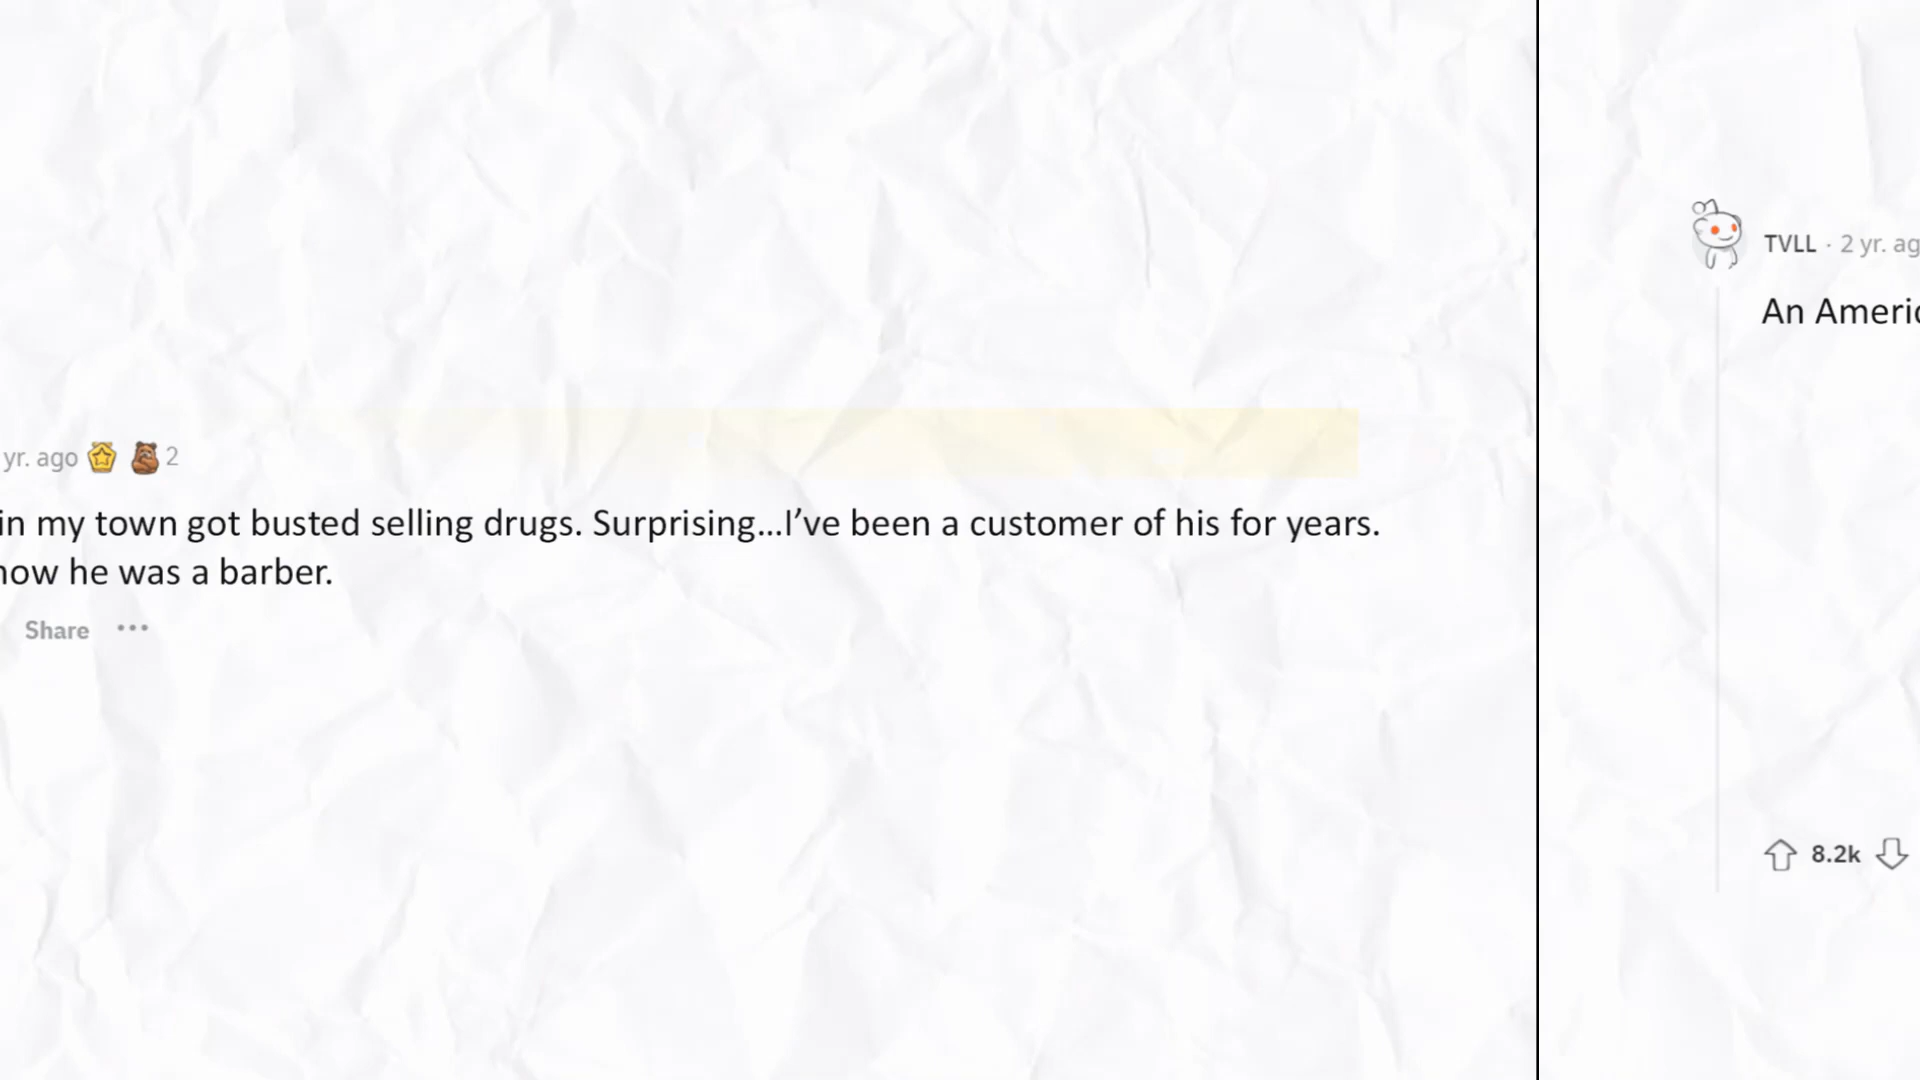 yr. ago 2
in my town got busted selling drugs. Surprising...I've been a customer of his for years.
now he was a barber.
Share •••
TVLL · 2 yr. ag
An Americ
8.2k